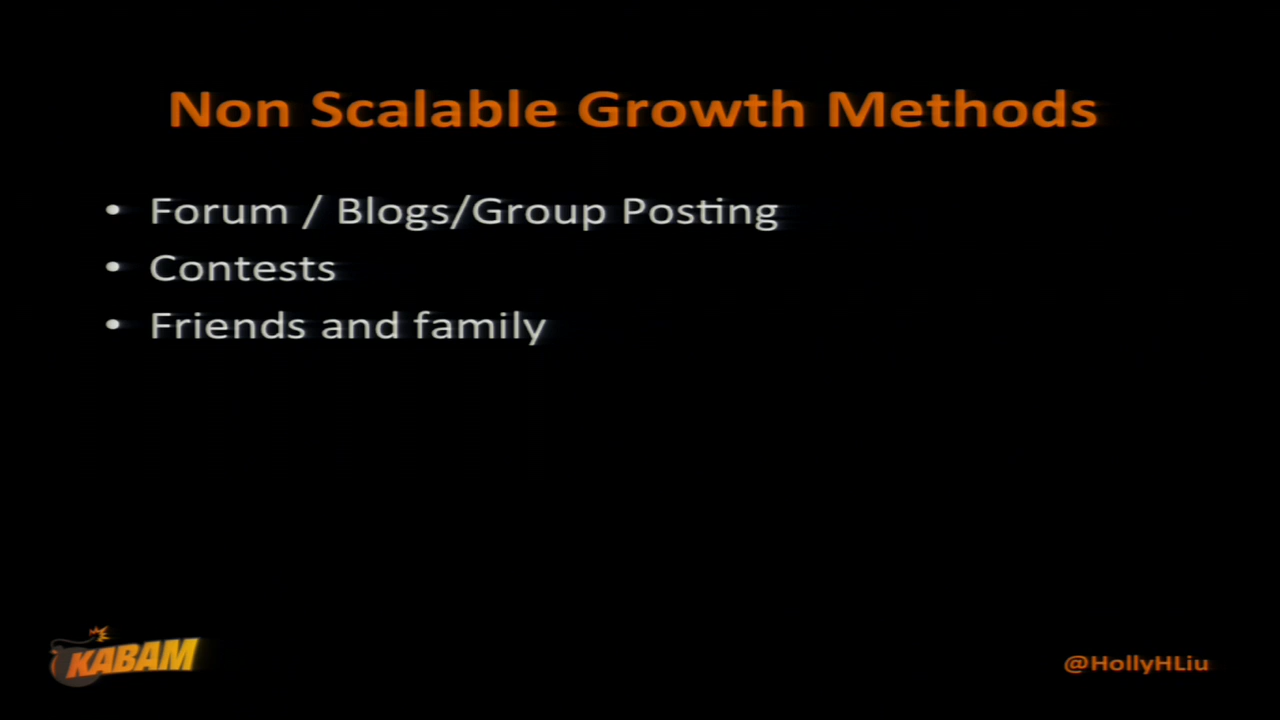 Non Scalable Growth Methods
• Forum / Blogs/Group Posting
• Contests
• Friends and family
KABAM
@HollyHLiu